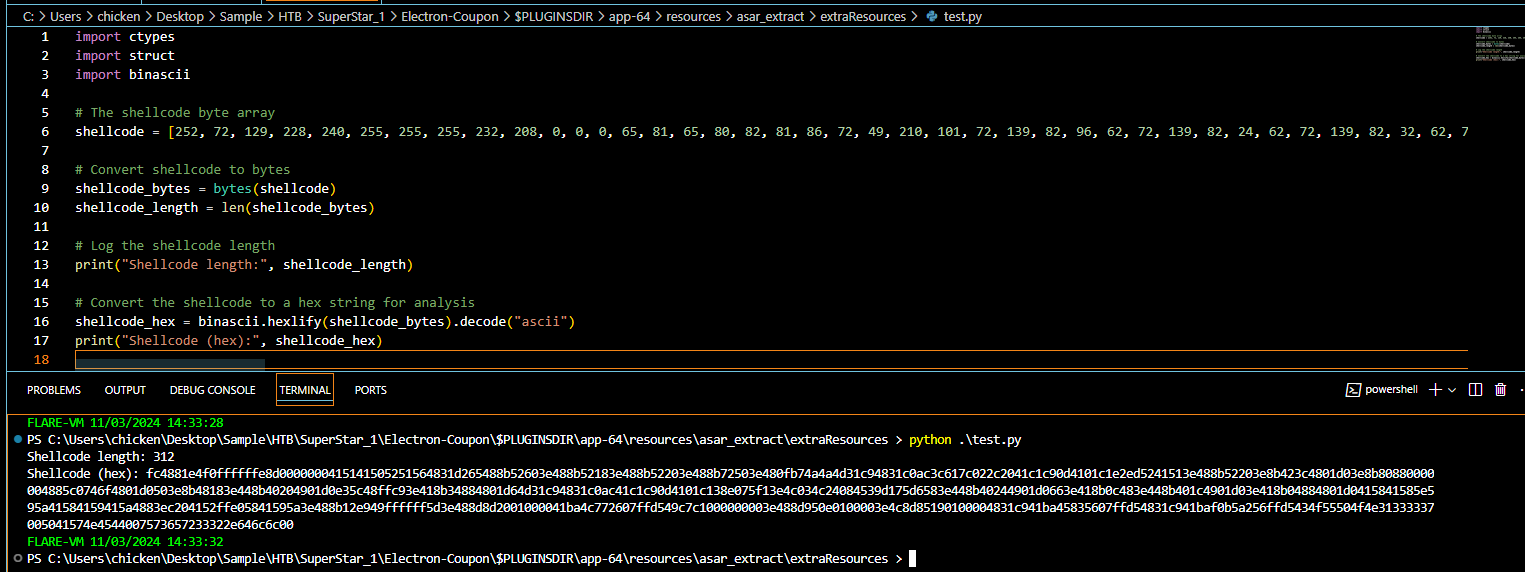 C: > Users > chicken > Desktop > Sample > HTB > SuperStar_1 > Electron-Coupon > $PLUGINSDIR > app-64 > resources > asar_extract > extraResources > test.py
1 import ctypes
2 import struct
3 import binascii
4
5 # The shellcode byte array
6 shellcode = [252, 72, 129, 228, 240, 255, 255, 255, 232, 208, 0, 0, 0, 65, 81, 65, 80, 82, 81, 86, 72, 49, 210, 101, 72, 139, 82, 96, 62, 72, 139, 82, 24, 62, 72, 139, 82, 32, 62, 7
7
8 # Convert shellcode to bytes
9 shellcode_bytes = bytes(shellcode)
10 shellcode_length = len(shellcode_bytes)
11
12 # Log the shellcode length
13 print("Shellcode length:", shellcode_length)
14
15 # Convert the shellcode to a hex string for analysis
16 shellcode_hex = binascii.hexlify(shellcode_bytes).decode("ascii")
17 print("Shellcode (hex):", shellcode_hex)
18
PROBLEMS OUTPUT DEBUG CONSOLE TERMINAL PORTS powershell
FLARE-VM 11/03/2024 14:33:28
PS C:\Users\chicken\Desktop\Sample\HTB\SuperStar_1\Electron-Coupon\$PLUGINSDIR\app-64\resources\asar_extract\extraResources > python .\test.py
Shellcode length: 312
Shellcode (hex): fc4881e4f0ffffffe8d0000000415141505251564831d265488b52603e488b52183e488b52203e488b72503e480fb74a4a4d31c94831c0ac3c617c022c2041c1c90d4101c1e2ed5241513e488b52203e8b423c4801d03e8b80880000
004885c0746f4801d0503e8b48183e448b40204901d0e35c48ffc93e418b34884801d64d31c94831c0ac41c1c90d4101c138e075f13e4c034c24084539d175d6583e448b40244901d0663e418b0c483e448b401c4901d03e418b04884801d0415841585e5
95a41584159415a4883ec204152ffe05841595a3e488b12e949ffffff5d3e488d8d2001000041ba4c772607ffd549c7c1000000003e488d950e0100003e4c8d85190100004831c941ba45835607ffd54831c941baf0b5a256ffd5434f55504f4e31333337
005041574e4544007573657233322e646c6c00
FLARE-VM 11/03/2024 14:33:32
PS C:\Users\chicken\Desktop\Sample\HTB\SuperStar_1\Electron-Coupon\$PLUGINSDIR\app-64\resources\asar_extract\extraResources >